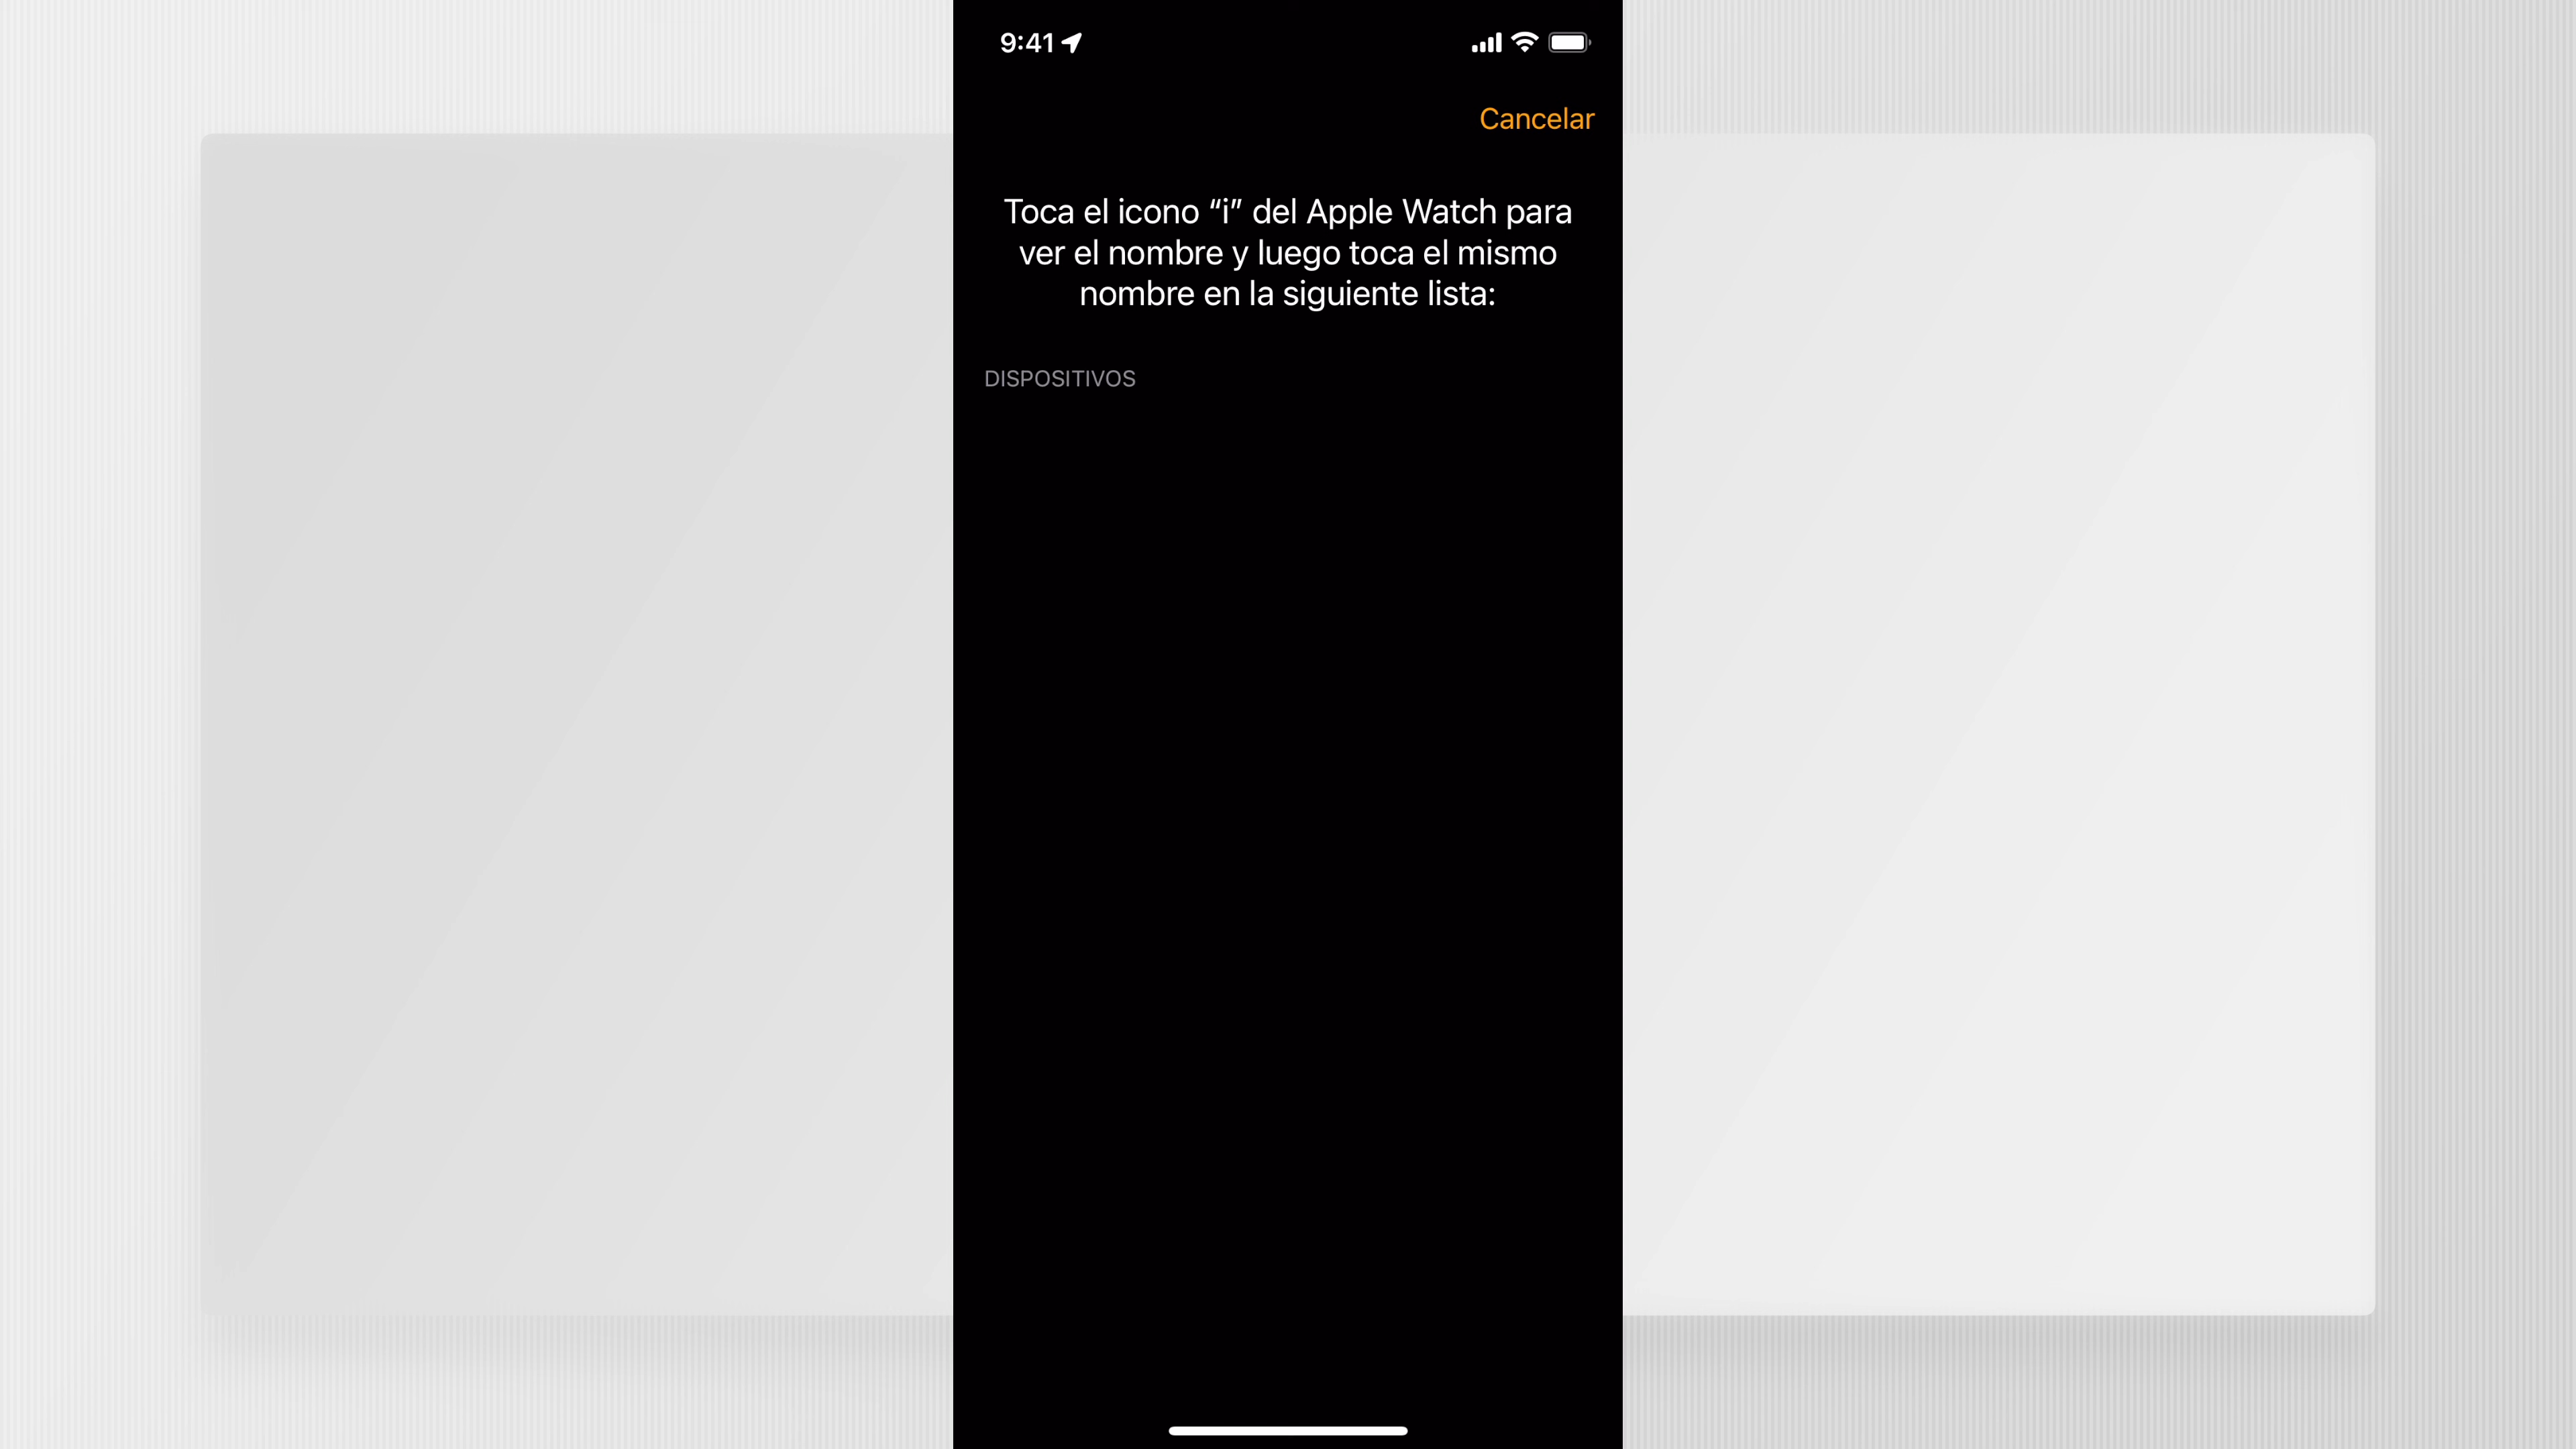 9:41
Cancelar
Toca el icono “i” del Apple Watch para
ver el nombre y luego toca el mismo
nombre en la siguiente lista:
DISPOSITIVOS